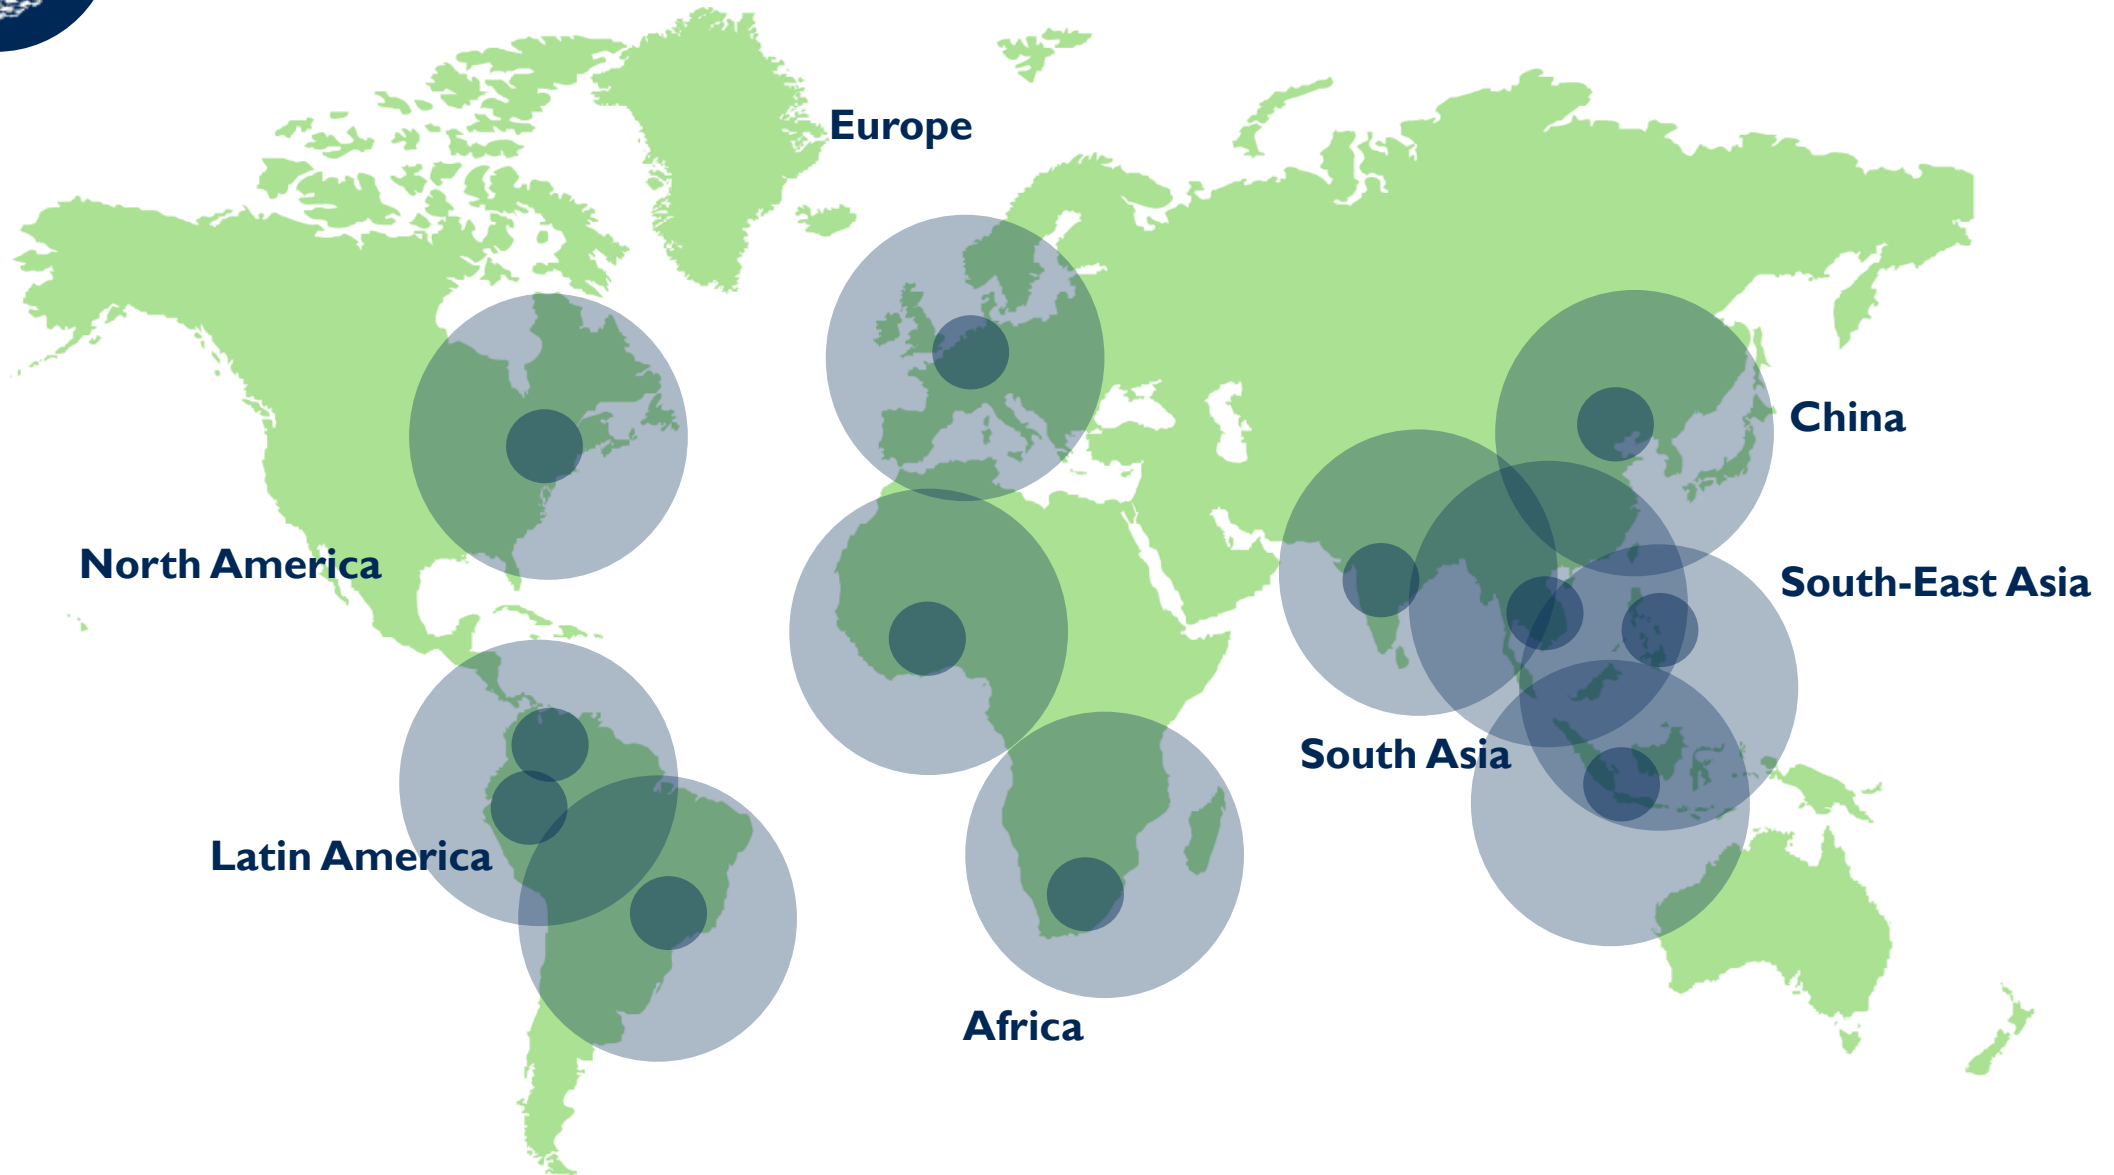 Europe
China
North America
South-East Asia
South Asia
Latin America
Africa